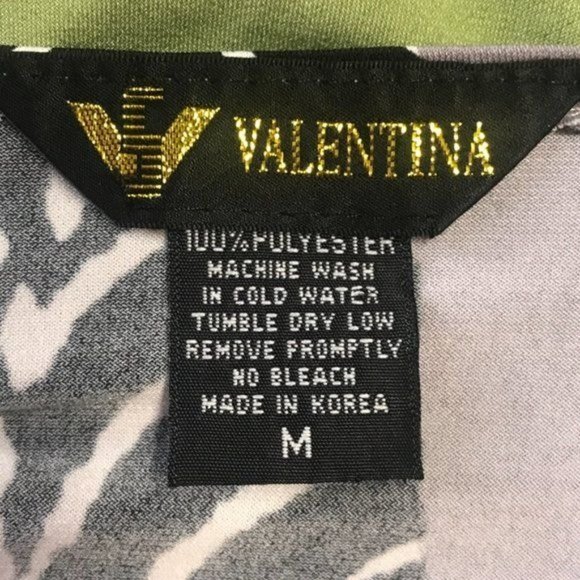 VALENTINA
100% POLYESTER
MACHINE WASH
IN COLD WATER
TUMBLE DRY LOW
REMOVE PROMPTLY
NO BLEACH
MADE IN KOREA
M